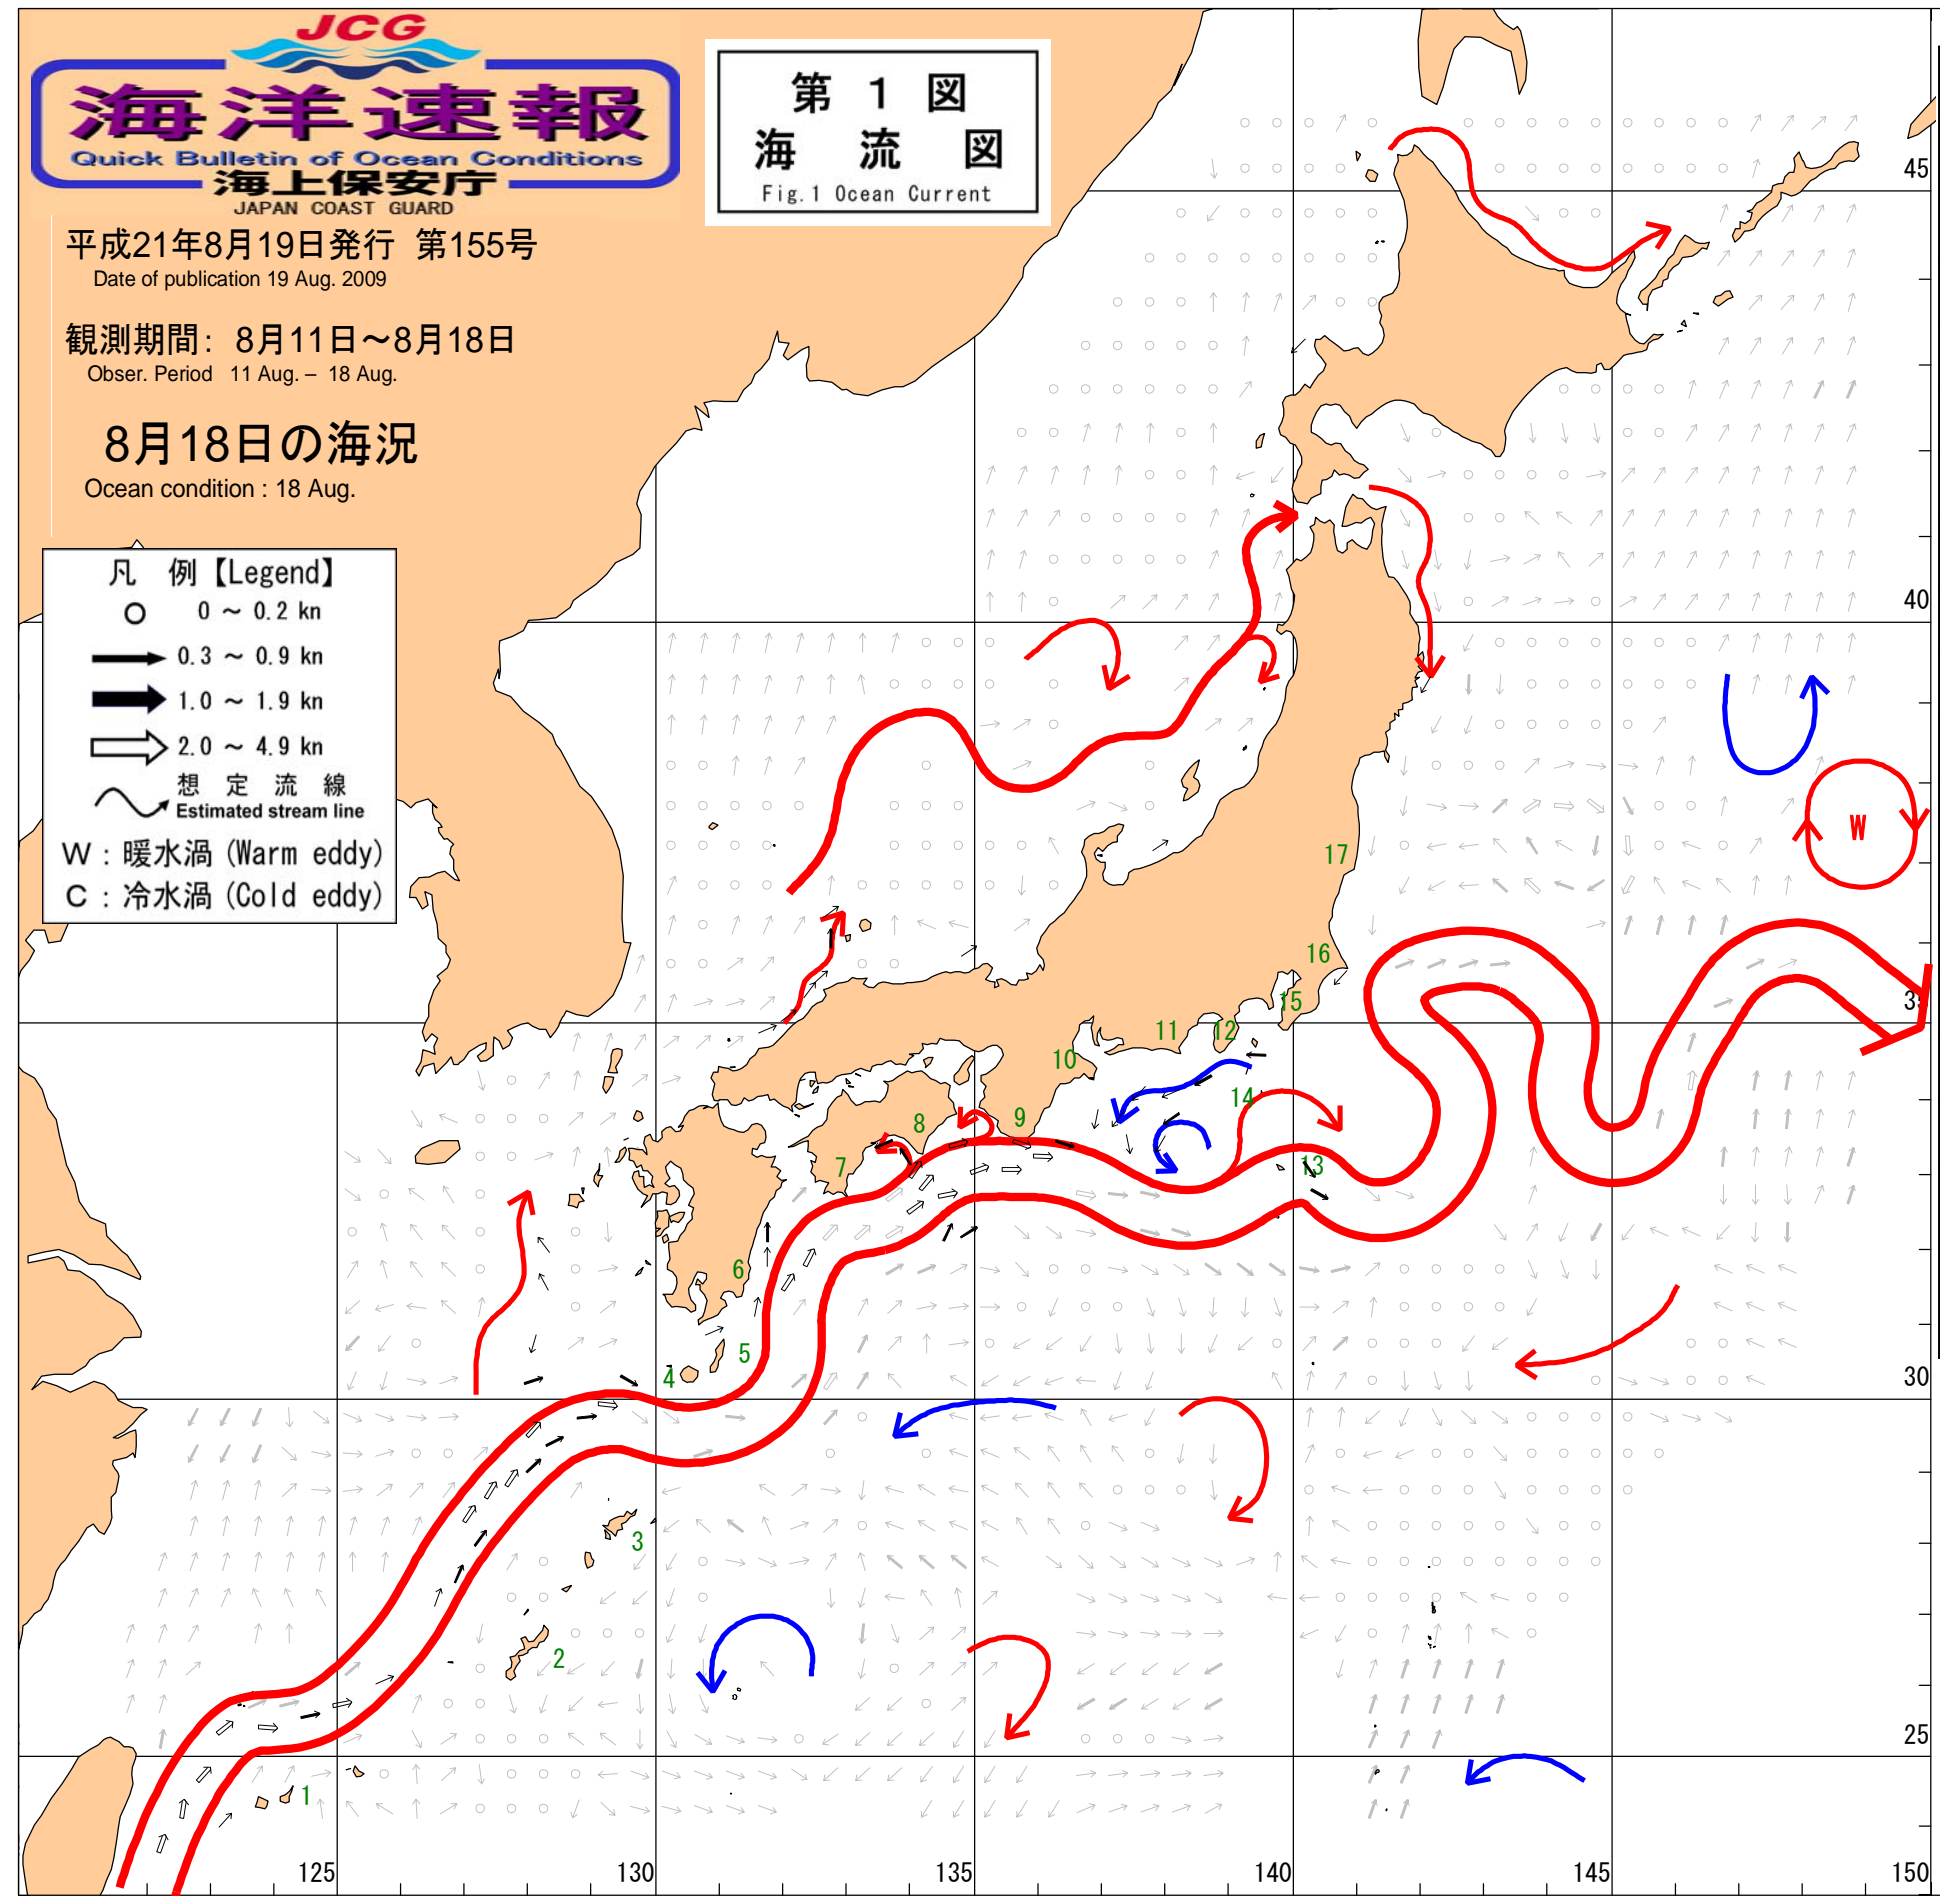 JCG
海洋速報
Quick Bulletin of Ocean Conditions
海上保安庁
JAPAN COAST GUARD
第 1 図
海 流 図
Fig.1 Ocean Current
平成21年8月19日発行 第155号
Date of publication 19 Aug. 2009
観測期間: 8月11日～8月18日
Obser. Period 11 Aug. – 18 Aug.
8月18日の海況
Ocean condition : 18 Aug.
凡 例【Legend】
0 ～ 0.2 kn
0.3 ～ 0.9 kn
1.0 ～ 1.9 kn
2.0 ～ 4.9 kn
想 定 流 線
Estimated stream line
W : 暖水渦 (Warm eddy)
C : 冷水渦 (Cold eddy)
45
40
W
17
16
35
15
12
11
10
14
9
8
7
13
6
5
4
30
3
2
25
1
125
130
135
140
145
150